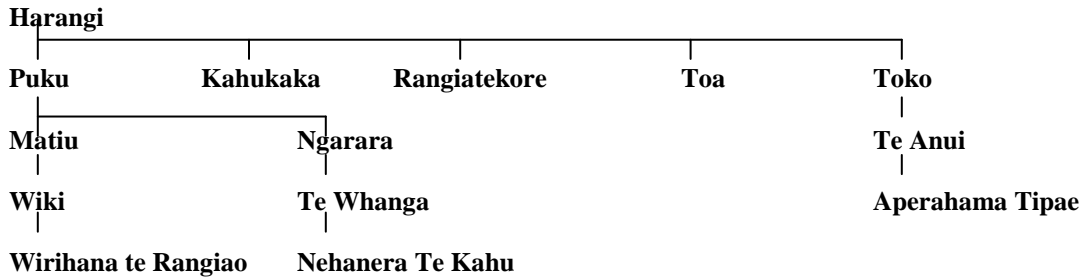 Harangi
Puku Kahukaka Rangiatekore Toa Toko
Matiu Ngarara Te Anui
Wiki Te Whanga Aperahama Tipae
Wirihana te Rangiao Nehanera Te Kahu